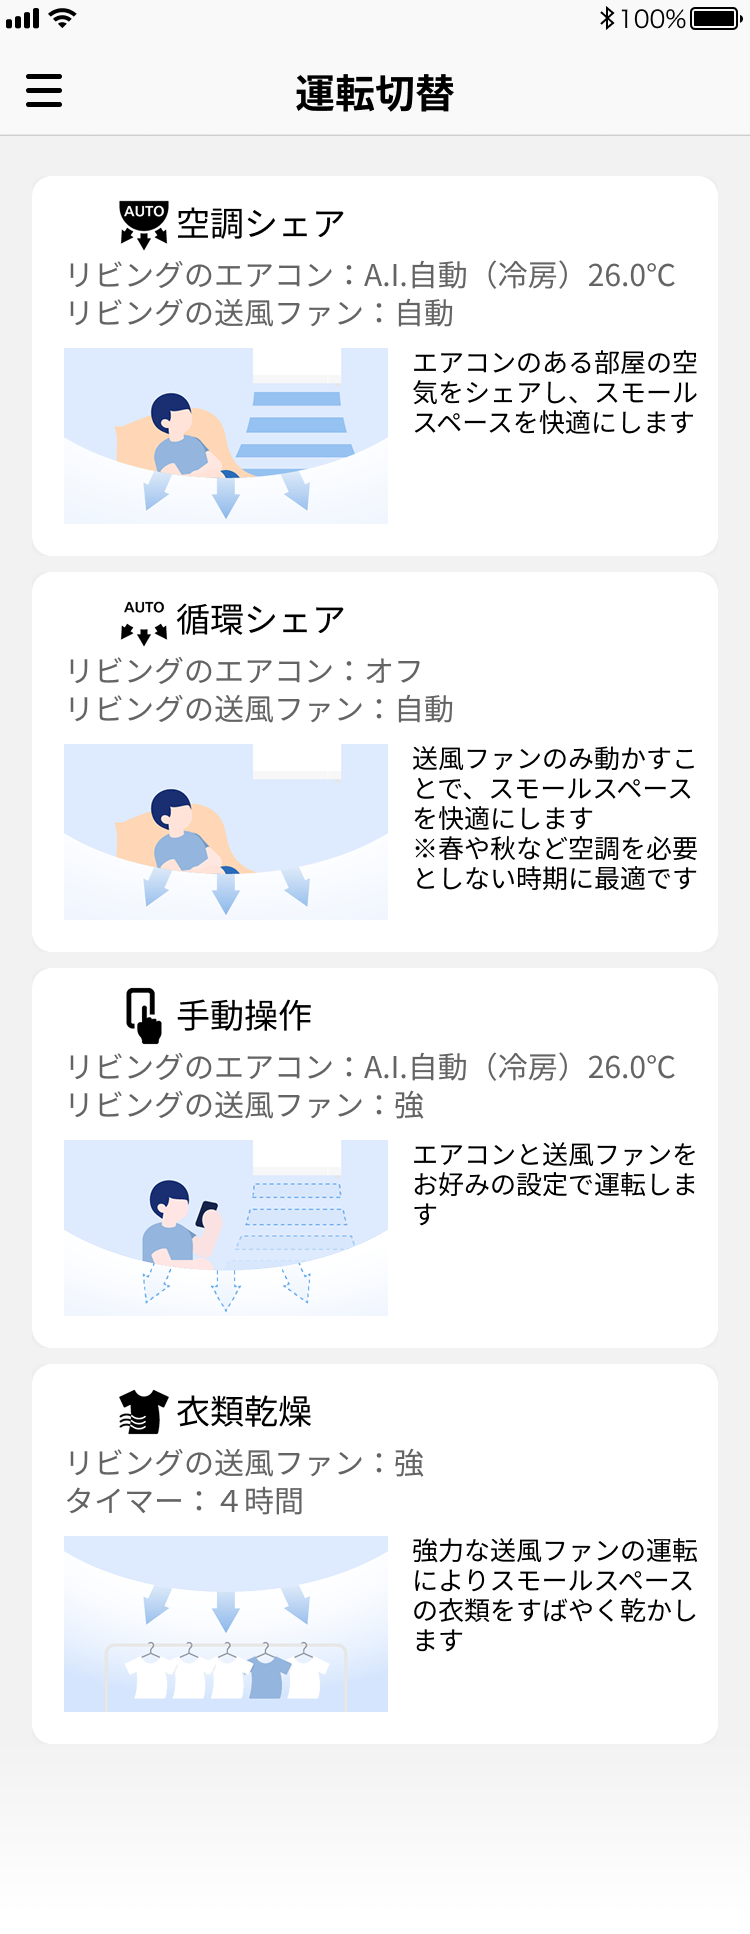 100%
運転切替
AUTO
空調シェア
リビングのエアコン：A.I.自動（冷房）26.0℃
リビングの送風ファン：自動
エアコンのある部屋の空
気をシェアし、スモール
スペースを快適にします
AUTO
循環シェア
リビングのエアコン：オフ
リビングの送風ファン：自動
送風ファンのみ動かすこ
とで、スモールスペース
を快適にします
※春や秋など空調を必要
としない時期に最適です
手動操作
リビングのエアコン：A.I.自動（冷房）26.0℃
リビングの送風ファン：強
エアコンと送風ファンを
お好みの設定で運転しま
す
衣類乾燥
リビングの送風ファン：強
タイマー：４時間
強力な送風ファンの運転
によりスモールスペース
の衣類をすばやく乾かし
ます